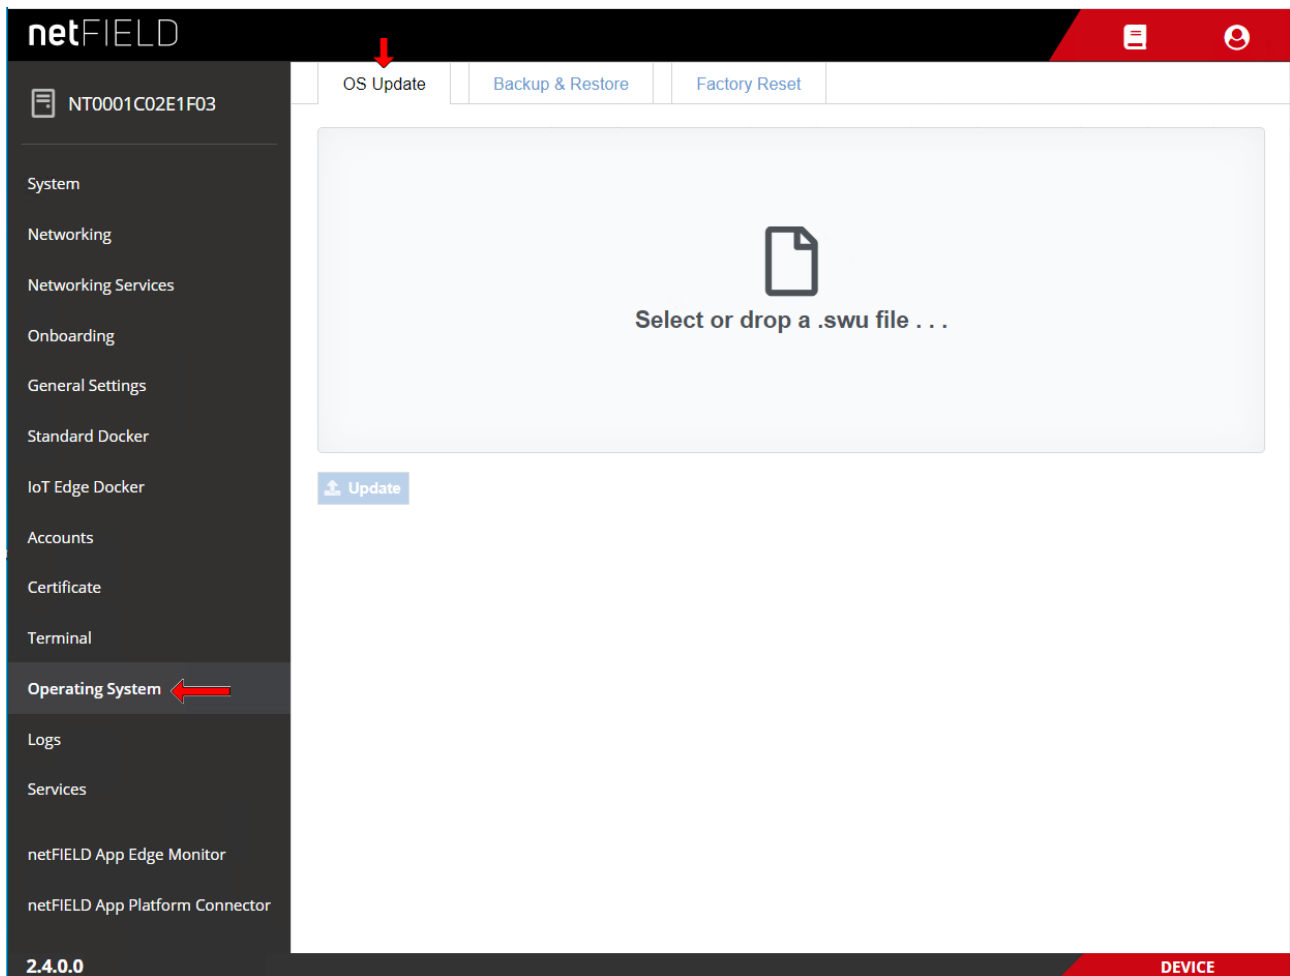 netFIELD
NT0001C02E1F03
OS Update
Backup & Restore
Factory Reset
System
Networking
Networking Services
Onboarding
General Settings
Standard Docker
IoT Edge Docker
Accounts
Certificate
Terminal
Operating System
Logs
Services
netFIELD App Edge Monitor
netFIELD App Platform Connector
2.4.0.0
Select or drop a .swu file . . .
Update
DEVICE